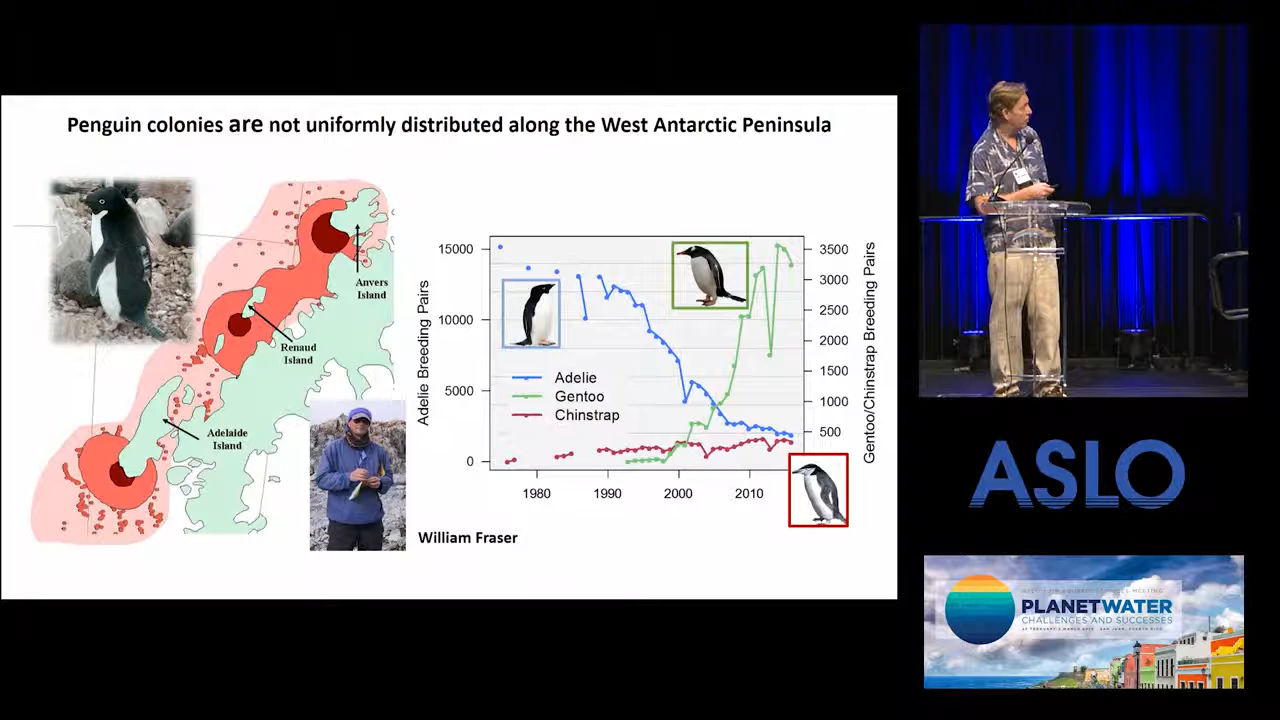 Penguin colonies are not uniformly distributed along the West Antarctic Peninsula
Anvers
Island
Renaud
Island
Adelaide
Island
William Fraser
Adelie Breeding Pairs
15000
10000
5000
0
Adelie
Gentoo
Chinstrap
1980
1990
2000
2010
3500
3000
2500
2000
1500
1000
500
Gentoo/Chinstrap Breeding Pairs
ASLO
PLANETWATER
CHALLENGES AND SUCCESSES